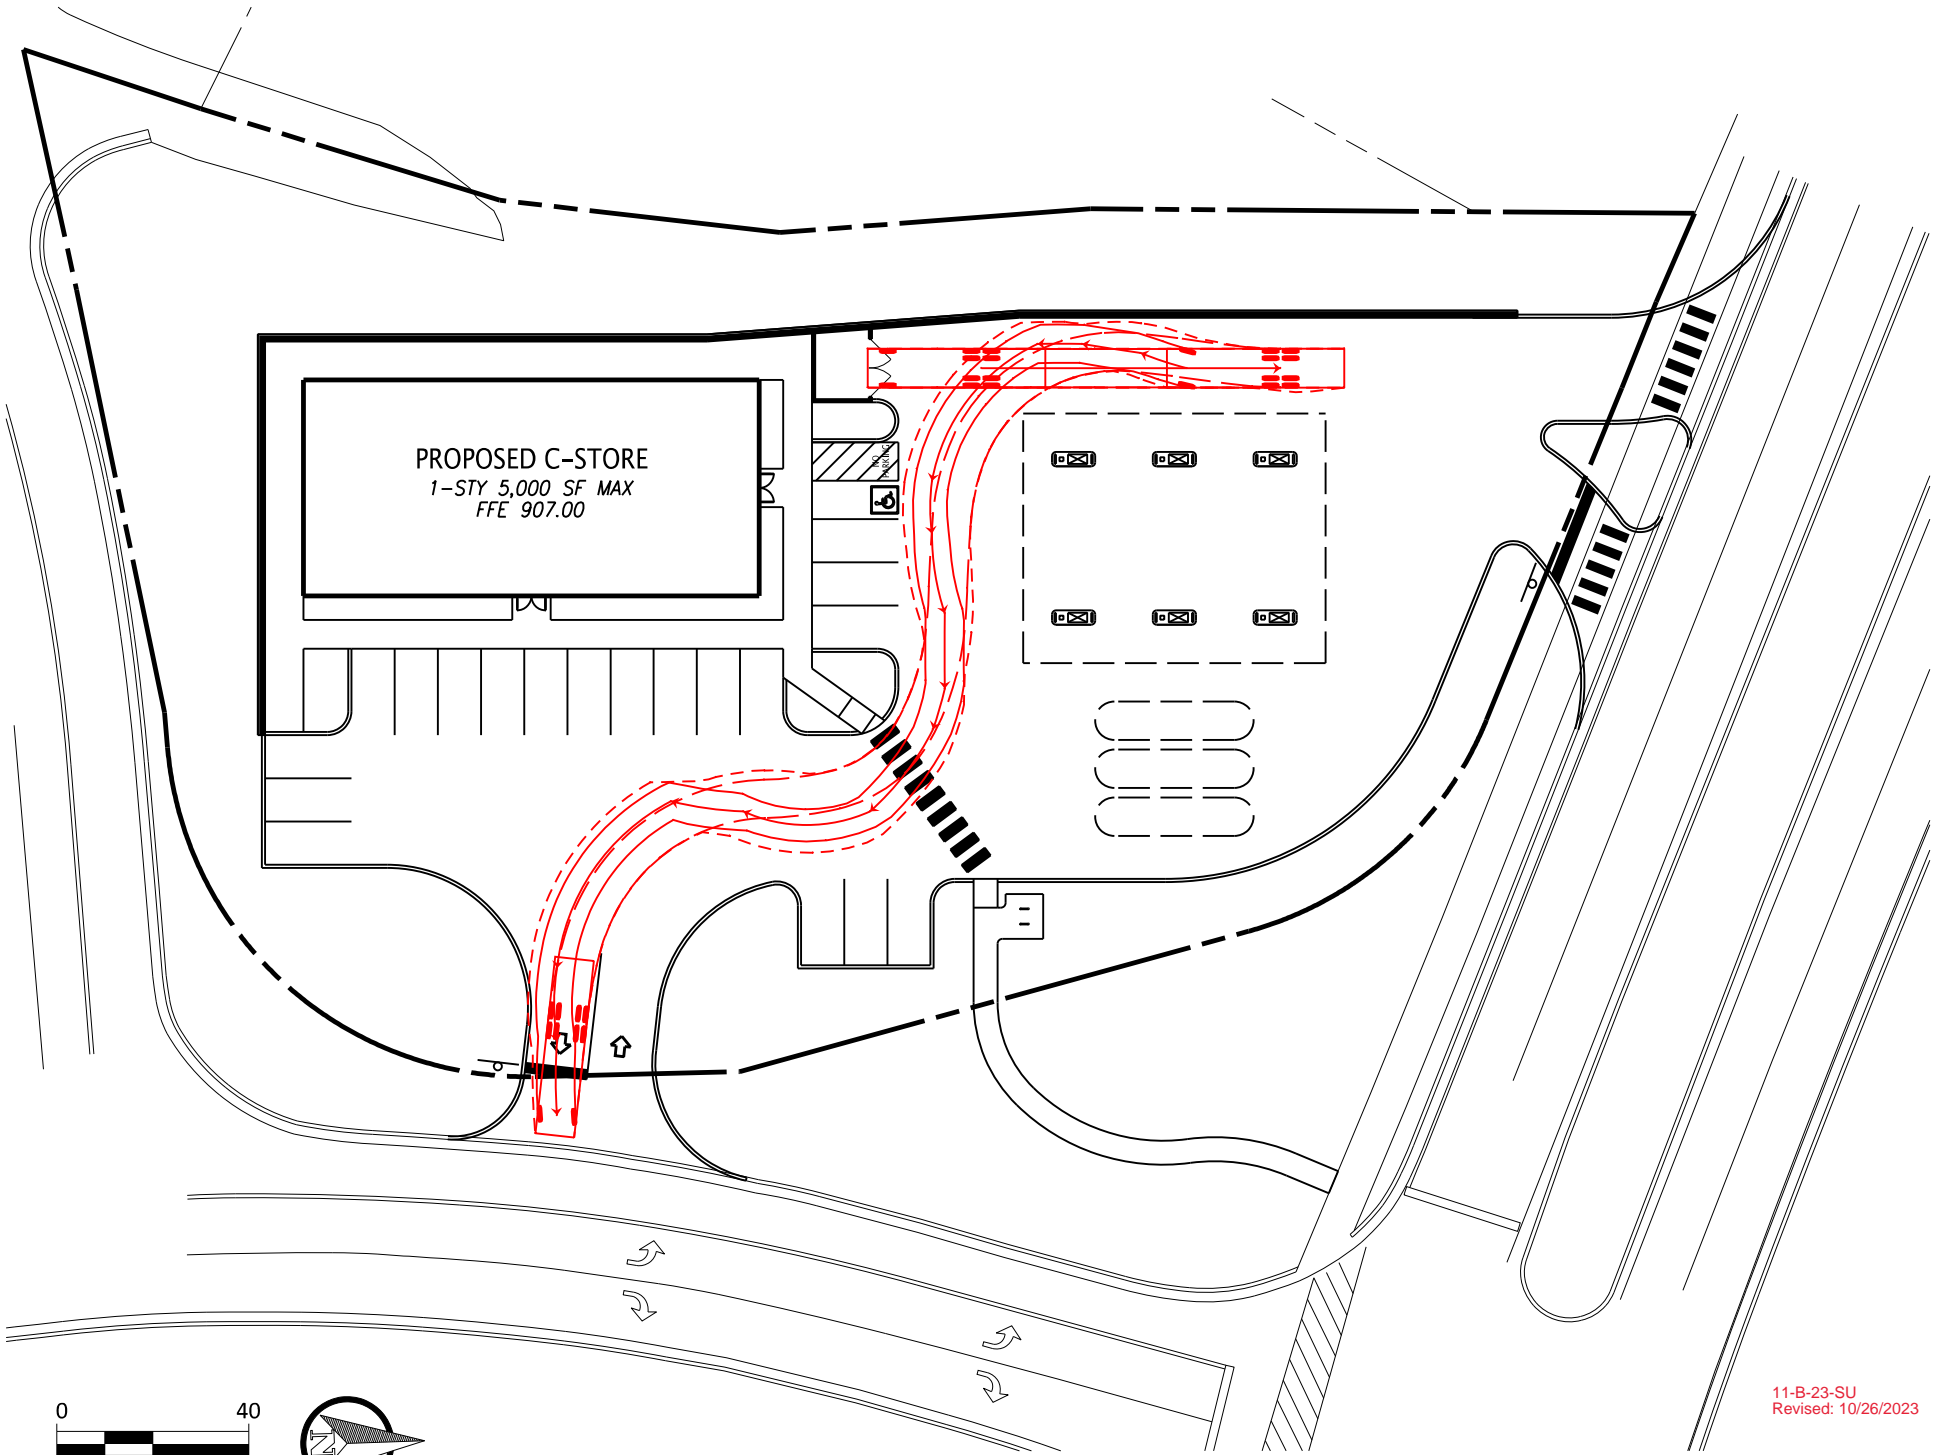 PROPOSED C-STORE
1-STY 5,000 SF MAX
FFE 907.00
NO
PARKING
0
40
N
11-B-23-SU
Revised: 10/26/2023